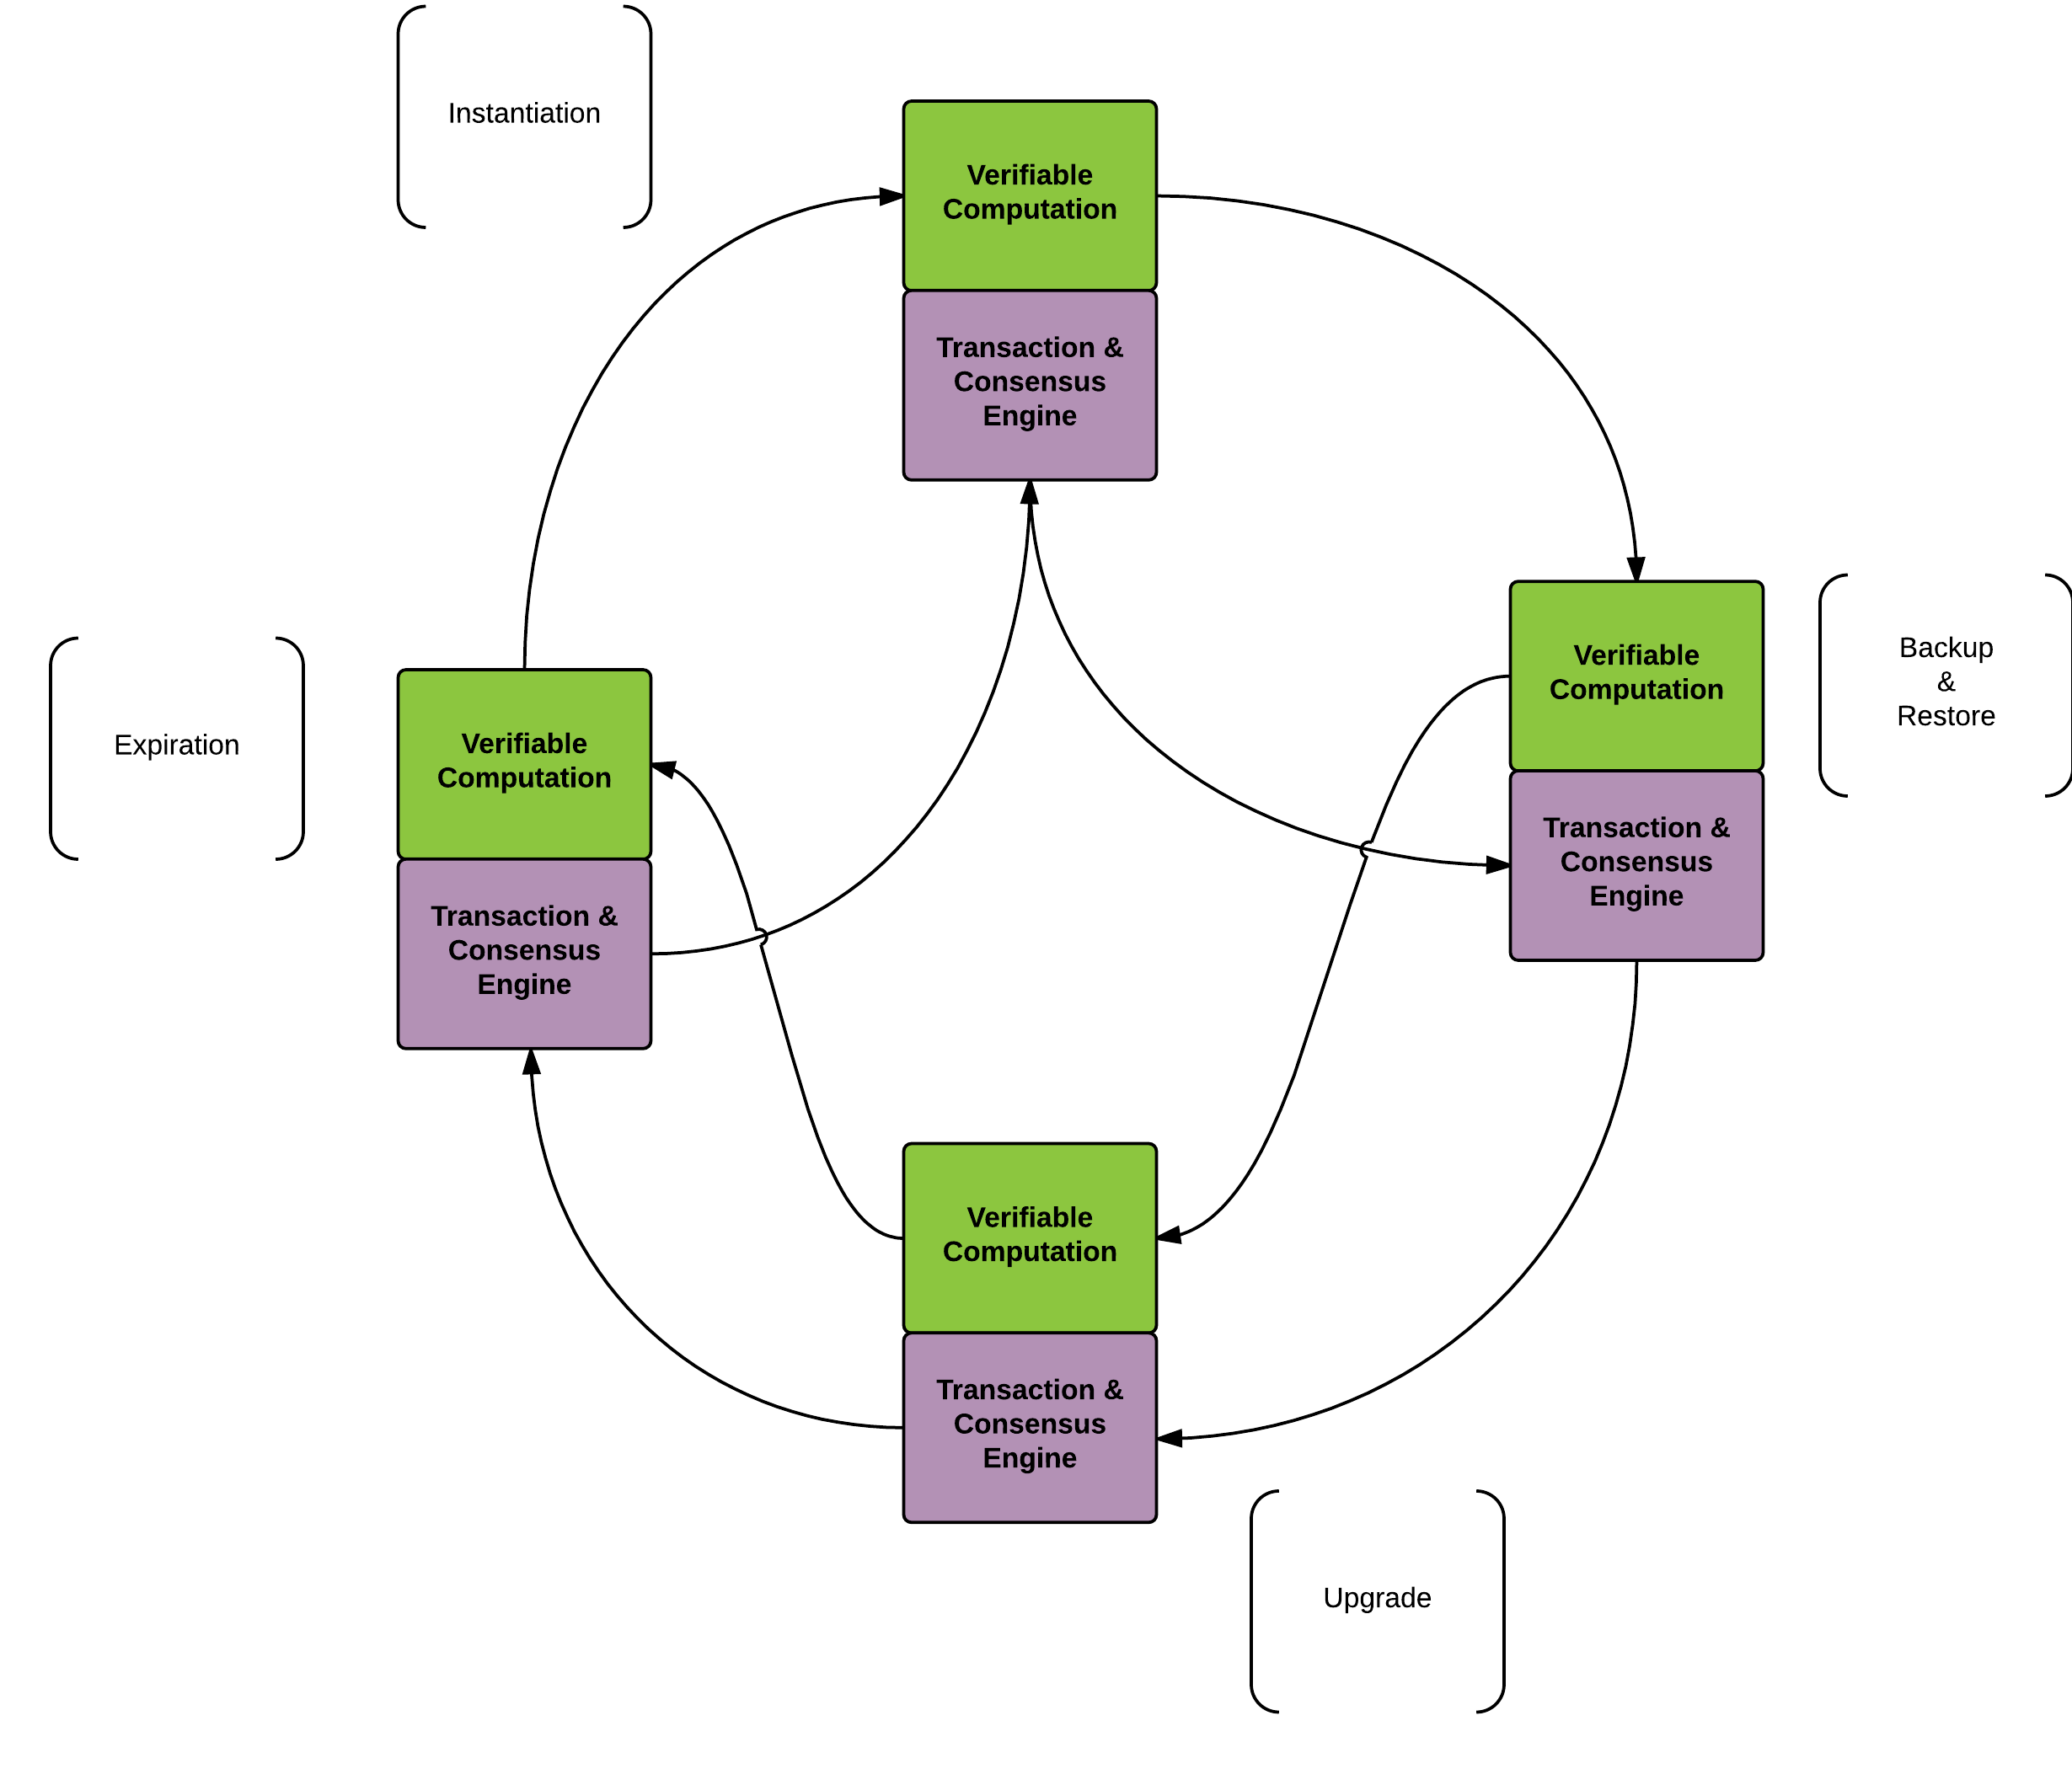 Instantiation
Verifiable
Computation
Transaction &
Consensus
Engine
Verifiable
Computation
Transaction &
Consensus
Engine
Backup
&
Restore
Expiration
Verifiable
Computation
Transaction &
Consensus
Engine
Verifiable
Computation
Transaction &
Consensus
Engine
Upgrade